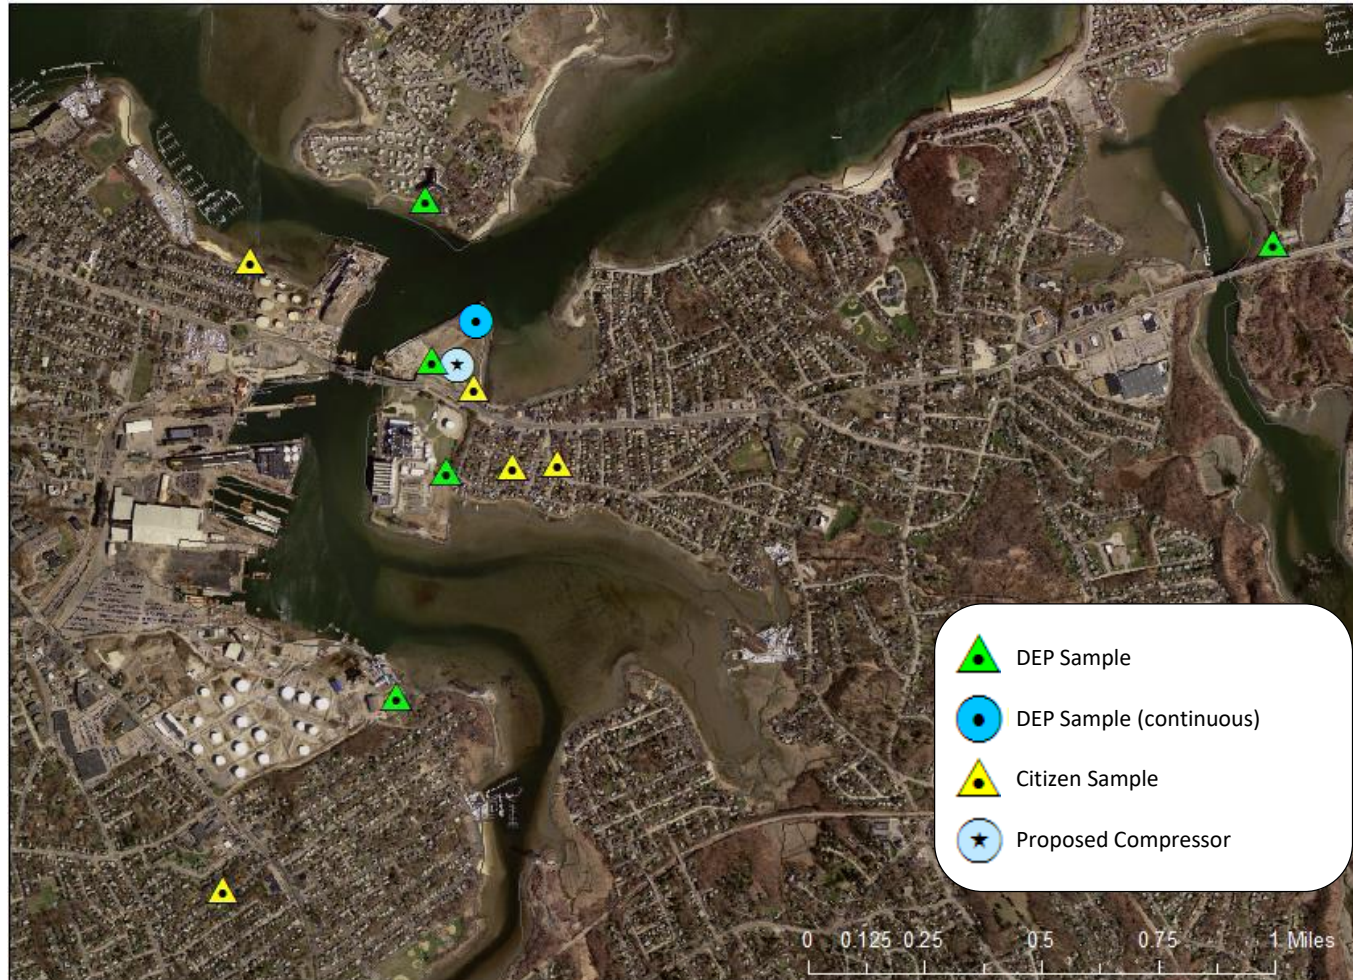 DEP Sample
DEP Sample (continuous)
Citizen Sample
Proposed Compressor
0 0.125 0.25 0.5 0.75 1 Miles